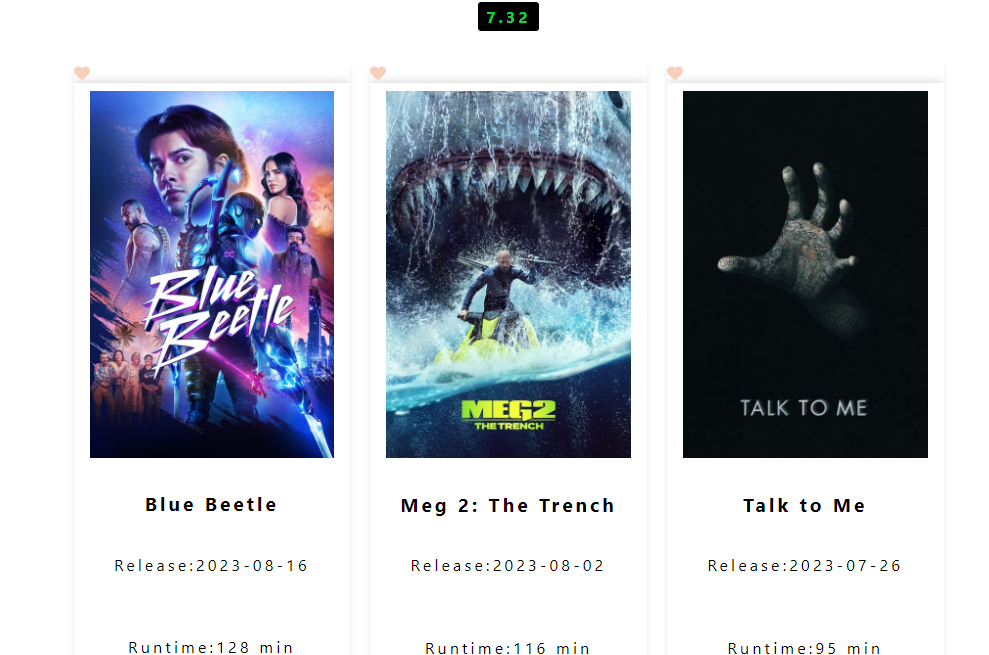 7.32
DC
Blue
Beetle
MEG2
THE TRENCH
TALK TO ME
Blue Beetle
Meg 2: The Trench
Talk to Me
Release:2023-08-16
Release:2023-08-02
Release:2023-07-26
Runtime:128 min
Runtime:116 min
Runtime:95 min